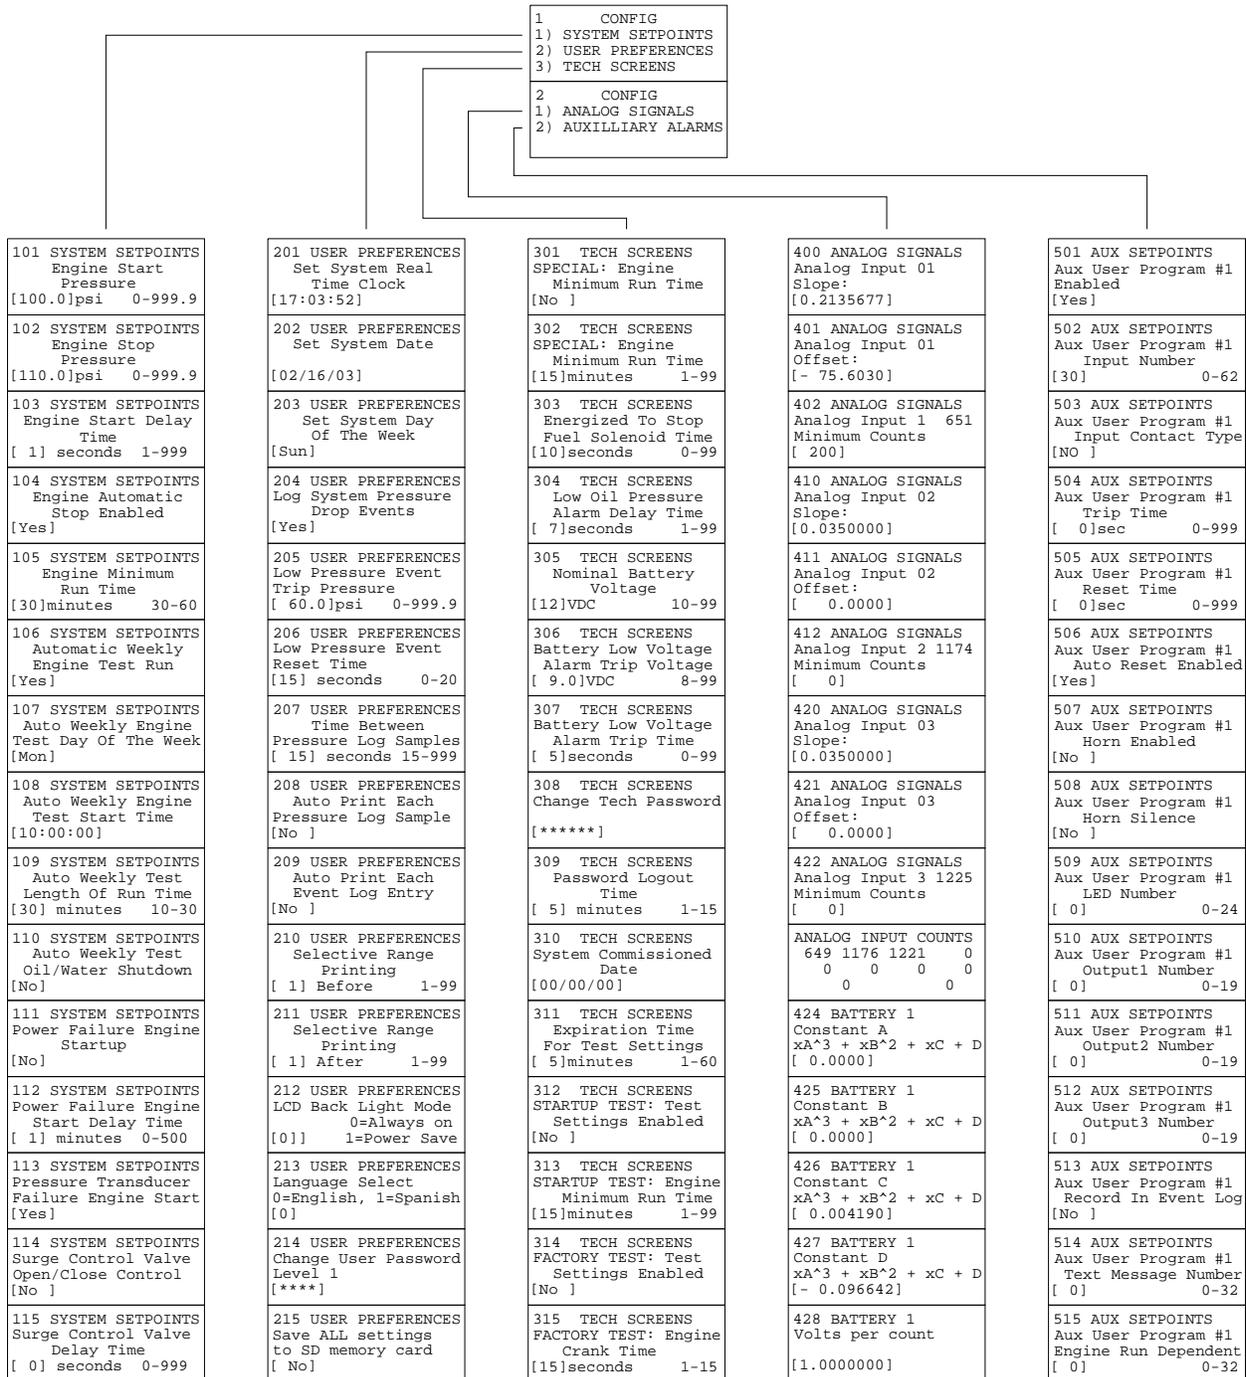 1 CONFIG
1) SYSTEM SETPOINTS
2) USER PREFERENCES
3) TECH SCREENS
2 CONFIG
1) ANALOG SIGNALS
2) AUXILLIARY ALARMS
101 SYSTEM SETPOINTS
Engine Start
Pressure
[100.0]psi 0-999.9
102 SYSTEM SETPOINTS
Engine Stop
Pressure
[110.0]psi 0-999.9
103 SYSTEM SETPOINTS
Engine Start Delay
Time
[ 1] seconds 1-999
104 SYSTEM SETPOINTS
Engine Automatic
Stop Enabled
[Yes]
105 SYSTEM SETPOINTS
Engine Minimum
Run Time
[30]minutes 30-60
106 SYSTEM SETPOINTS
Automatic Weekly
Engine Test Run
[Yes]
107 SYSTEM SETPOINTS
Auto Weekly Engine
Test Day Of The Week
[Mon]
108 SYSTEM SETPOINTS
Auto Weekly Engine
Test Start Time
[10:00:00]
109 SYSTEM SETPOINTS
Auto Weekly Test
Length Of Run Time
[30] minutes 10-30
110 SYSTEM SETPOINTS
Auto Weekly Test
Oil/Water Shutdown
[No]
111 SYSTEM SETPOINTS
Power Failure Engine
Startup
[No]
112 SYSTEM SETPOINTS
Power Failure Engine
Start Delay Time
[ 1] minutes 0-500
113 SYSTEM SETPOINTS
Pressure Transducer
Failure Engine Start
[Yes]
114 SYSTEM SETPOINTS
Surge Control Valve
Open/Close Control
[No ]
115 SYSTEM SETPOINTS
Surge Control Valve
Delay Time
[ 0] seconds 0-999
201 USER PREFERENCES
Set System Real
Time Clock
[17:03:52]
202 USER PREFERENCES
Set System Date
[02/16/03]
203 USER PREFERENCES
Set System Day
Of The Week
[Sun]
204 USER PREFERENCES
Log System Pressure
Drop Events
[Yes]
205 USER PREFERENCES
Low Pressure Event
Trip Pressure
[ 60.0]psi 0-999.9
206 USER PREFERENCES
Low Pressure Event
Reset Time
[15] seconds 0-20
207 USER PREFERENCES
Time Between
Pressure Log Samples
[ 15] seconds 15-999
208 USER PREFERENCES
Auto Print Each
Pressure Log Sample
[No ]
209 USER PREFERENCES
Auto Print Each
Event Log Entry
[No ]
210 USER PREFERENCES
Selective Range
Printing
[ 1] Before 1-99
211 USER PREFERENCES
Selective Range
Printing
[ 1] After 1-99
212 USER PREFERENCES
LCD Back Light Mode
0=Always on
[0]] 1=Power Save
213 USER PREFERENCES
Language Select
0=English, 1=Spanish
[0]
214 USER PREFERENCES
Change User Password
Level 1
[****]
215 USER PREFERENCES
Save ALL settings
to SD memory card
[ No]
301 TECH SCREENS
SPECIAL: Engine
Minimum Run Time
[No ]
302 TECH SCREENS
SPECIAL: Engine
Minimum Run Time
[15]minutes 1-99
303 TECH SCREENS
Energized To Stop
Fuel Solenoid Time
[10]seconds 0-99
304 TECH SCREENS
Low Oil Pressure
Alarm Delay Time
[ 7]seconds 1-99
305 TECH SCREENS
Nominal Battery
Voltage
[12]VDC 10-99
306 TECH SCREENS
Battery Low Voltage
Alarm Trip Voltage
[ 9.0]VDC 8-99
307 TECH SCREENS
Battery Low Voltage
Alarm Trip Time
[ 5]seconds 0-99
308 TECH SCREENS
Change Tech Password
[******]
309 TECH SCREENS
Password Logout
Time
[ 5] minutes 1-15
310 TECH SCREENS
System Commissioned
Date
[00/00/00]
311 TECH SCREENS
Expiration Time
For Test Settings
[ 5]minutes 1-60
312 TECH SCREENS
STARTUP TEST: Test
Settings Enabled
[No ]
313 TECH SCREENS
STARTUP TEST: Engine
Minimum Run Time
[15]minutes 1-99
314 TECH SCREENS
FACTORY TEST: Test
Settings Enabled
[No ]
315 TECH SCREENS
FACTORY TEST: Engine
Crank Time
[15]seconds 1-15
400 ANALOG SIGNALS
Analog Input 01
Slope:
[0.2135677]
401 ANALOG SIGNALS
Analog Input 01
Offset:
[- 75.6030]
402 ANALOG SIGNALS
Analog Input 1 651
Minimum Counts
[ 200]
410 ANALOG SIGNALS
Analog Input 02
Slope:
[0.0350000]
411 ANALOG SIGNALS
Analog Input 02
Offset:
[ 0.0000]
412 ANALOG SIGNALS
Analog Input 2 1174
Minimum Counts
[ 0]
420 ANALOG SIGNALS
Analog Input 03
Slope:
[0.0350000]
421 ANALOG SIGNALS
Analog Input 03
Offset:
[ 0.0000]
422 ANALOG SIGNALS
Analog Input 3 1225
Minimum Counts
[ 0]
ANALOG INPUT COUNTS
649 1176 1221 0
0 0 0 0
0 0
424 BATTERY 1
Constant A
xA^3 + xB^2 + xC + D
[ 0.0000]
425 BATTERY 1
Constant B
xA^3 + xB^2 + xC + D
[ 0.0000]
426 BATTERY 1
Constant C
xA^3 + xB^2 + xC + D
[ 0.004190]
427 BATTERY 1
Constant D
xA^3 + xB^2 + xC + D
[- 0.096642]
428 BATTERY 1
Volts per count
[1.0000000]
501 AUX SETPOINTS
Aux User Program #1
Enabled
[Yes]
502 AUX SETPOINTS
Aux User Program #1
Input Number
[30] 0-62
503 AUX SETPOINTS
Aux User Program #1
Input Contact Type
[NO ]
504 AUX SETPOINTS
Aux User Program #1
Trip Time
[ 0]sec 0-999
505 AUX SETPOINTS
Aux User Program #1
Reset Time
[ 0]sec 0-999
506 AUX SETPOINTS
Aux User Program #1
Auto Reset Enabled
[Yes]
507 AUX SETPOINTS
Aux User Program #1
Horn Enabled
[No ]
508 AUX SETPOINTS
Aux User Program #1
Horn Silence
[No ]
509 AUX SETPOINTS
Aux User Program #1
LED Number
[ 0] 0-24
510 AUX SETPOINTS
Aux User Program #1
Output1 Number
[ 0] 0-19
511 AUX SETPOINTS
Aux User Program #1
Output2 Number
[ 0] 0-19
512 AUX SETPOINTS
Aux User Program #1
Output3 Number
[ 0] 0-19
513 AUX SETPOINTS
Aux User Program #1
Record In Event Log
[No ]
514 AUX SETPOINTS
Aux User Program #1
Text Message Number
[ 0] 0-32
515 AUX SETPOINTS
Aux User Program #1
Engine Run Dependent
[ 0] 0-32